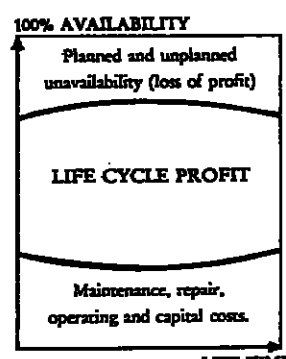 100% AVAILABILITY
Planned and unplanned
unavailability (loss of profit)
LIFE CYCLE PROFIT
Maintenance, repair,
operating and capital costs.